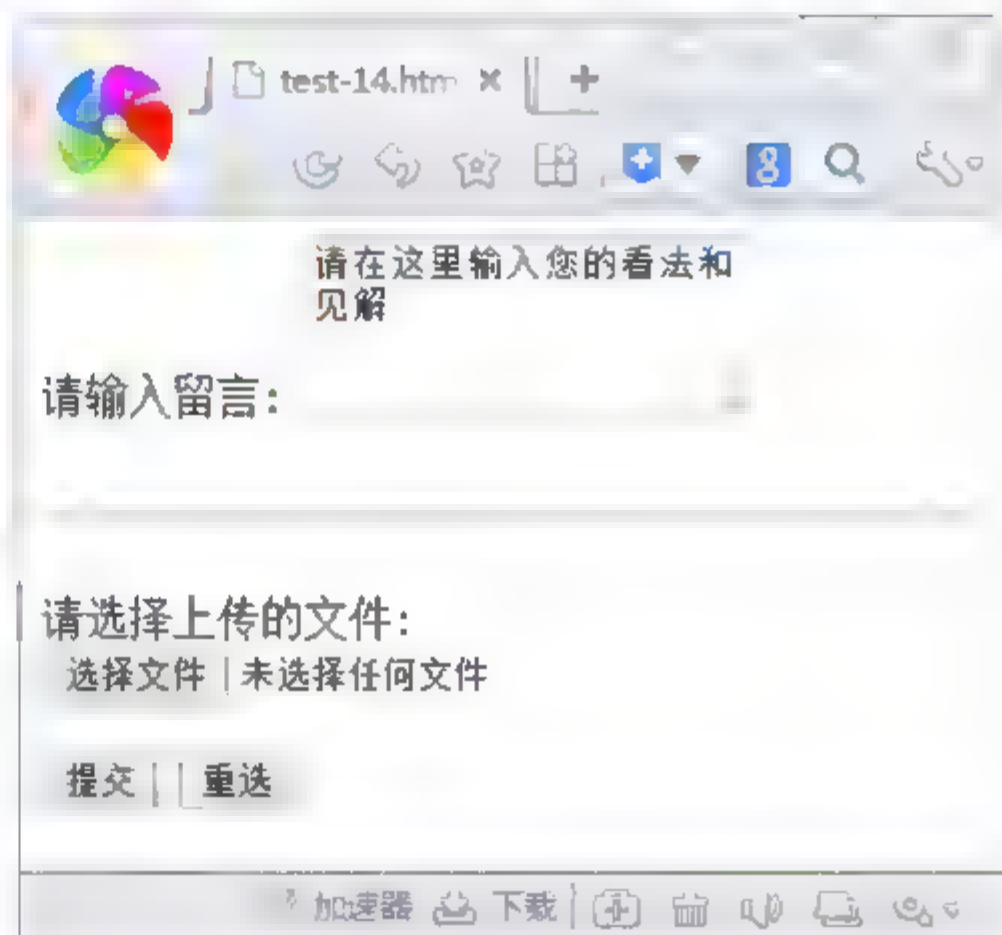 test-14.htm
请在这里输入您的看法和
见解
请输入留言:
请选择上传的文件:
选择文件 未选择任何文件
提交 重选
加速器 下载